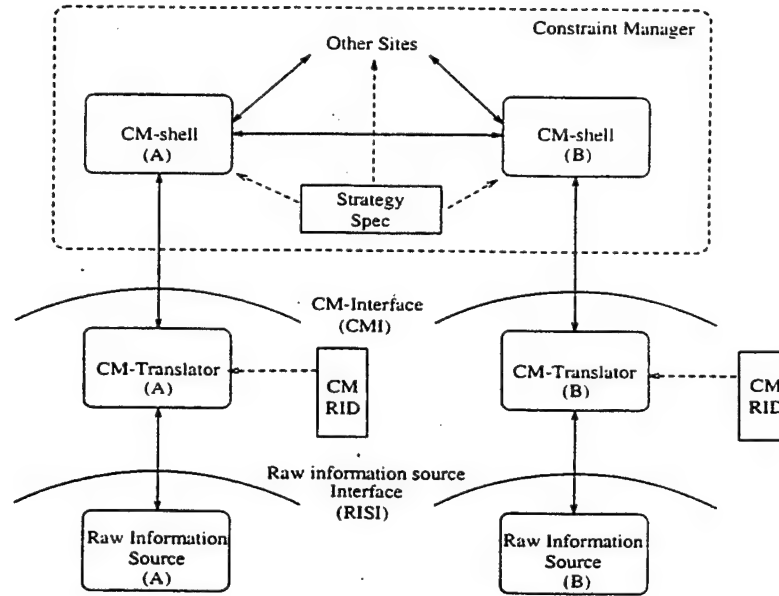 Constraint Manager
Other Sites
CM-shell
(A)
CM-shell
(B)
Strategy
Spec
CM-Interface
(CMI)
CM-Translator
(A)
CM
RID
CM-Translator
(B)
CM
RID
Raw information source
Interface
(RISI)
Raw Information
Source
(A)
Raw Information
Source
(B)